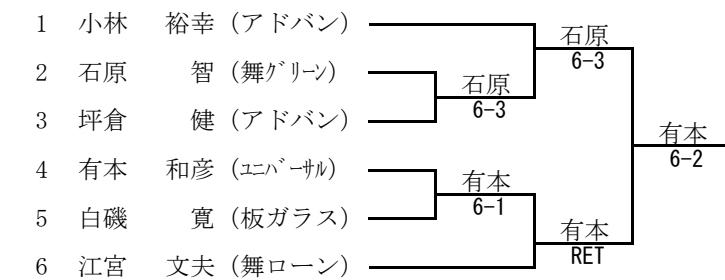 1 小林 裕幸 (アドバン)
石原
6-3
2 石原 智 (舞グリーン)
石原
6-3
3 坪倉 健 (アドバン)
有本
6-2
4 有本 和彦 (ユニバーサル)
有本
6-1
5 白磯 寛 (板ガラス)
有本
RET
6 江宮 文夫 (舞ローン)